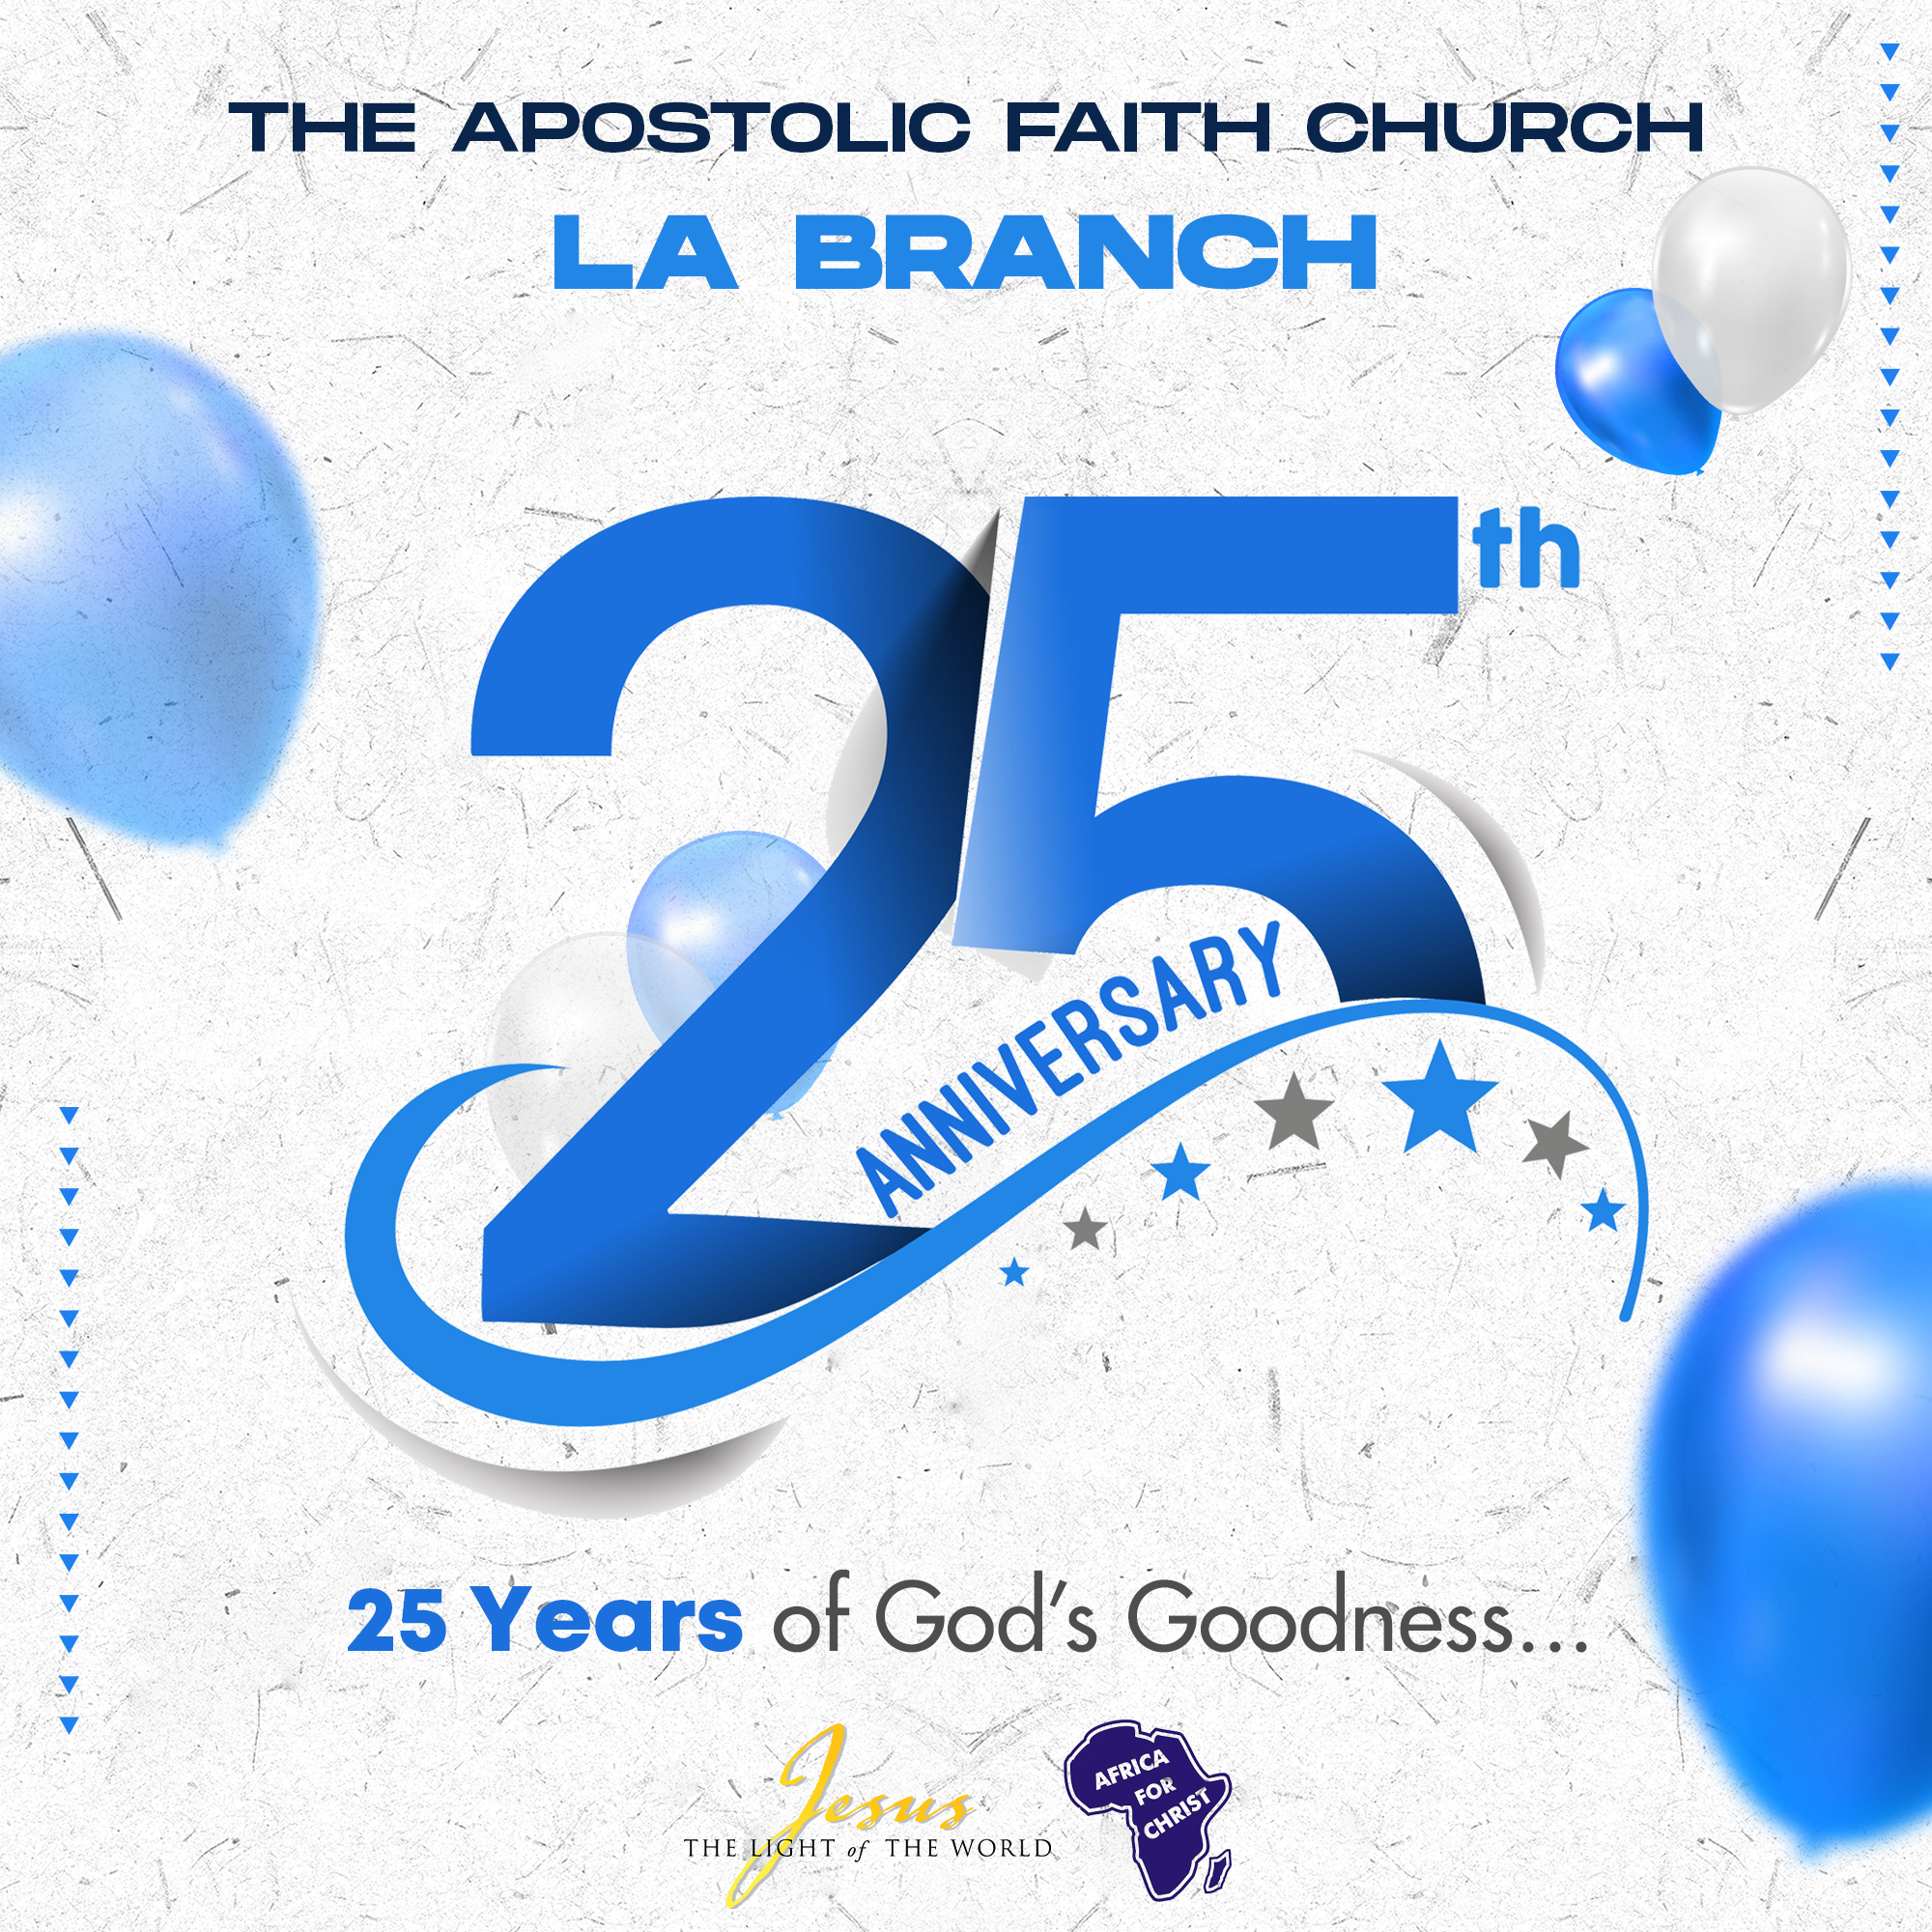 THE APOSTOLIC FAITH CHURCH
LA BRANCH
25th
ANNIVERSARY
25 Years of God's Goodness...
Jesus
THE LIGHT of THE WORLD
AFRICA
FOR
CHRIST